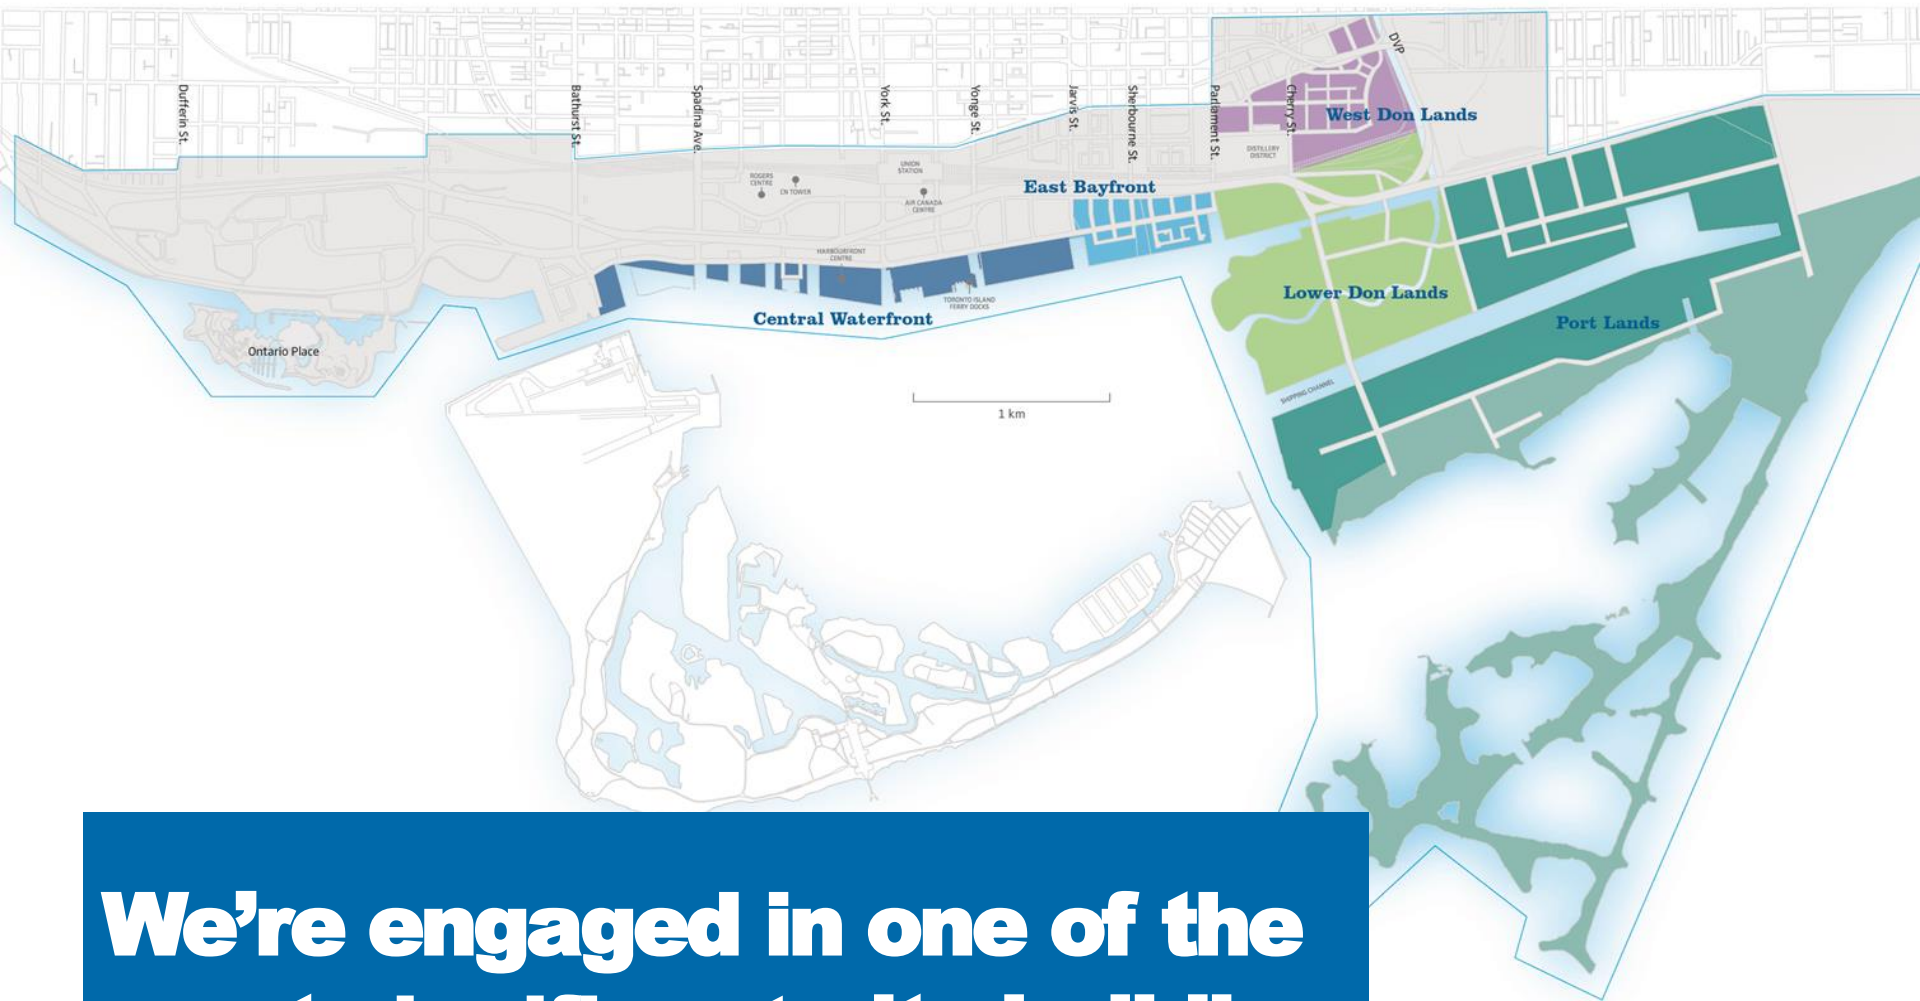 Dufferin St.
Bathurst St.
Spadina Ave.
York St.
Yonge St.
Jarvis St.
Sherbourne St.
Parliament St.
Cherry St.
DVP
West Don Lands
DISTILLERY
DISTRICT
UNION
STATION
ROGERS
CENTRE
CN TOWER
AIR CANADA
CENTRE
East Bayfront
HARBOURFRONT
CENTRE
TORONTO ISLAND
FERRY DOCKS
Central Waterfront
Lower Don Lands
Port Lands
Ontario Place
SHIPPING CHANNEL
1 km
We're engaged in one of the